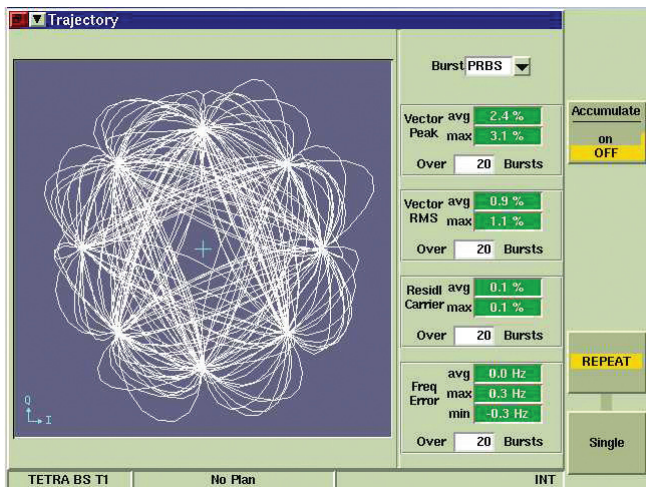 Trajectory
Burst PRBS
Vector Peak avg 2.4 %
max 3.1 %
Over 20 Bursts
Vector RMS avg 0.9 %
max 1.1 %
Over 20 Bursts
Residl Carrier avg 0.1 %
max 0.1 %
Over 20 Bursts
Freq Error avg 0.0 Hz
max 0.3 Hz
min -0.3 Hz
Over 20 Bursts
Q
I
Accumulate
on
OFF
REPEAT
Single
TETRA BS T1 No Plan INT